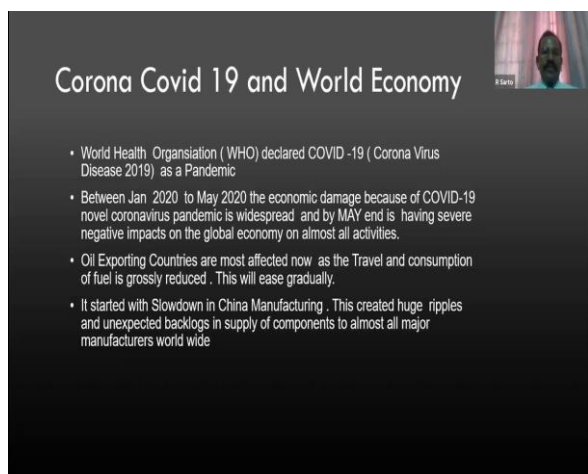 R Sarto
Corona Covid 19 and World Economy
• World Health Organsiation ( WHO) declared COVID -19 ( Corona Virus
Disease 2019) as a Pandemic
• Between Jan 2020 to May 2020 the economic damage because of COVID-19
novel coronavirus pandemic is widespread and by MAY end is having severe
negative impacts on the global economy on almost all activities.
• Oil Exporting Countries are most affected now as the Travel and consumption
of fuel is grossly reduced . This will ease gradually.
• It started with Slowdown in China Manufacturing . This created huge ripples
and unexpected backlogs in supply of components to almost all major
manufacturers world wide